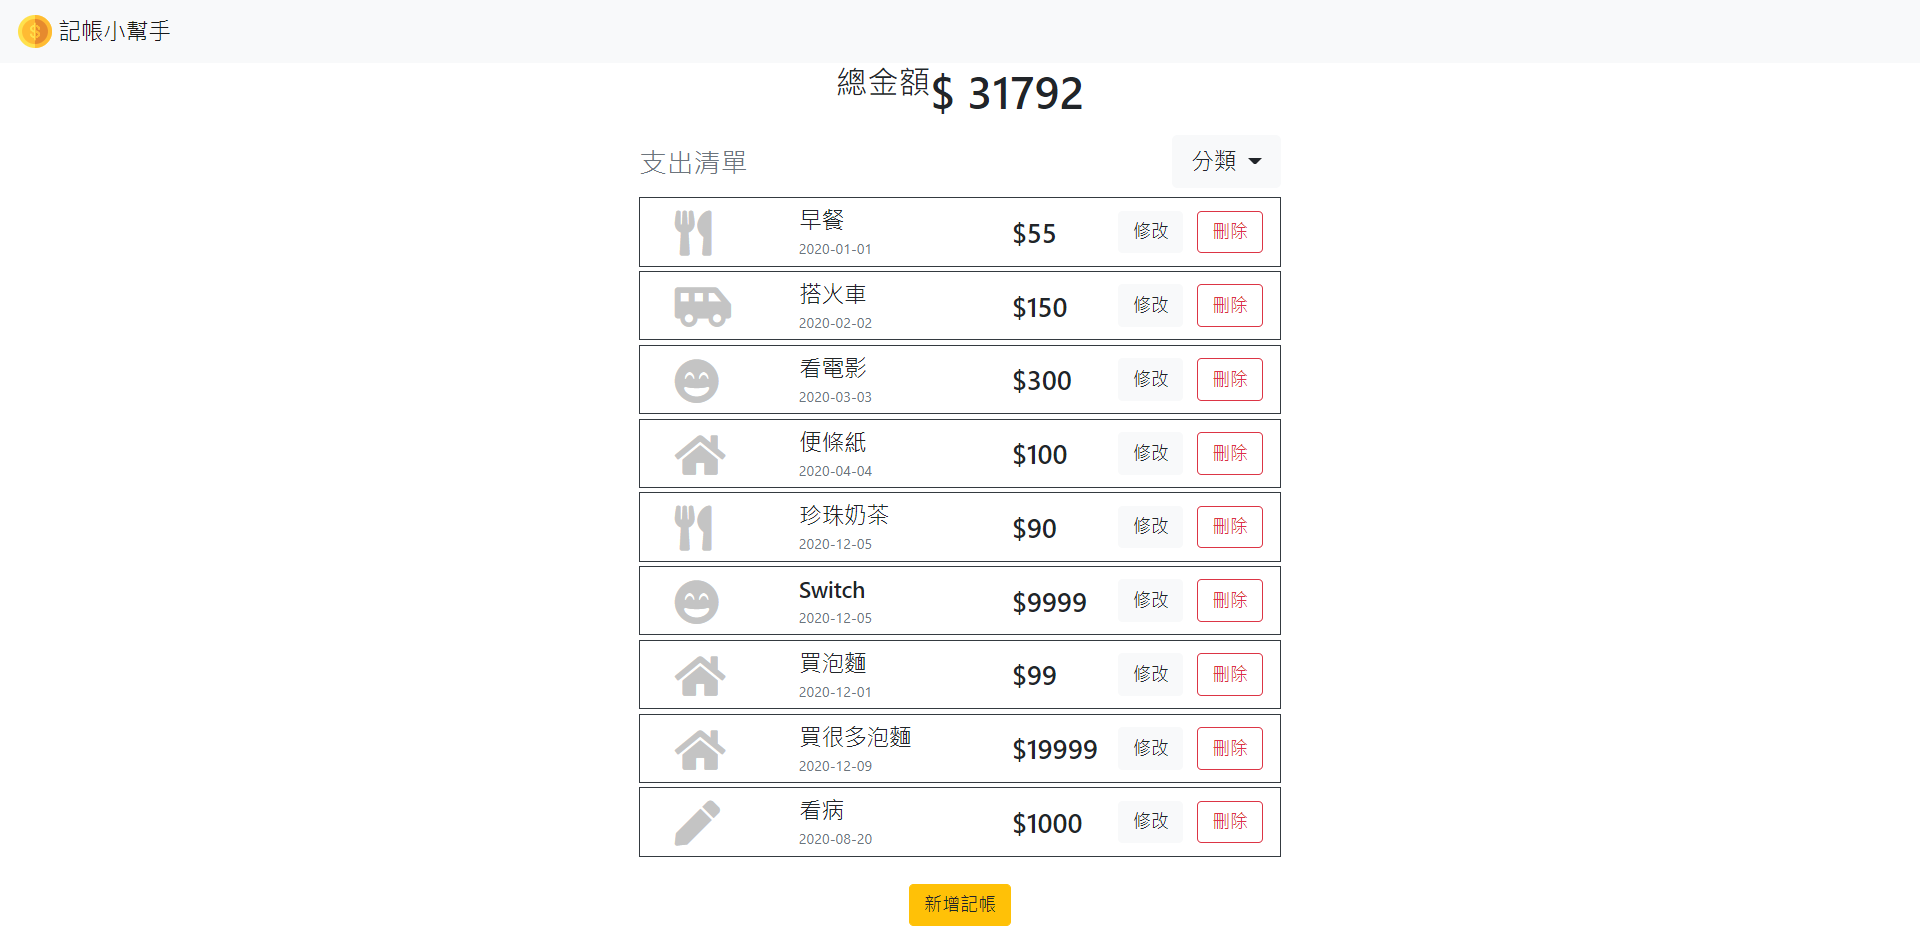 記帳小幫手
總金額$ 31792
支出清單
分類
早餐
2020-01-01
$55
修改
刪除
搭火車
2020-02-02
$150
修改
刪除
看電影
2020-03-03
$300
修改
刪除
便條紙
2020-04-04
$100
修改
刪除
珍珠奶茶
2020-12-05
$90
修改
刪除
Switch
2020-12-05
$9999
修改
刪除
買泡麵
2020-12-01
$99
修改
刪除
買很多泡麵
2020-12-09
$19999
修改
刪除
看病
2020-08-20
$1000
修改
刪除
新增記帳